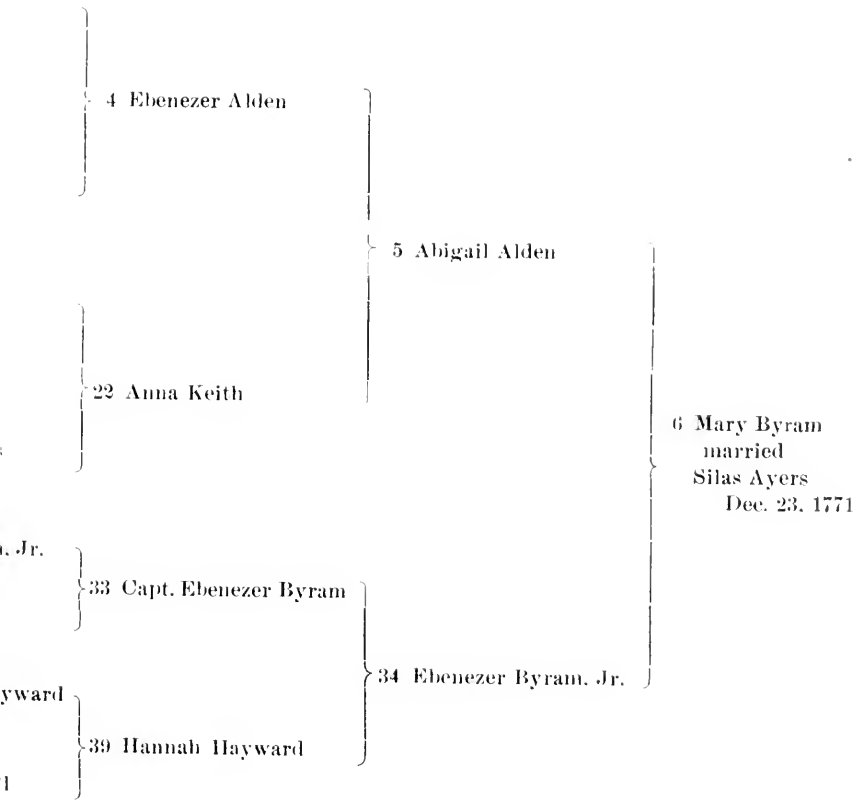 4 Ebenezer Alden
5 Abigail Alden
22 Anna Keith
6 Mary Byram
married
Silas Ayers
Dec. 23, 1771
Jr.
33 Capt. Ebenezer Byram
34 Ebenezer Byram, Jr.
yward
39 Hannah Hayward